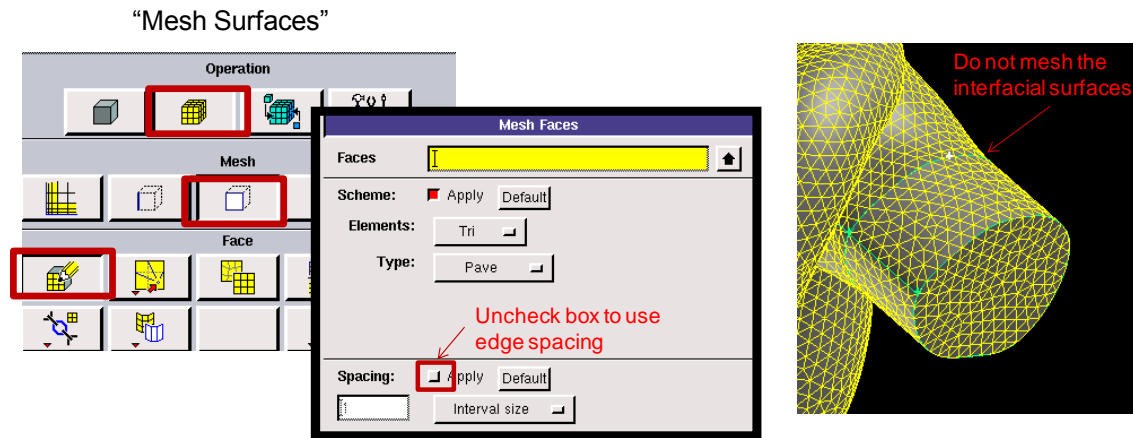 “Mesh Surfaces”
Operation
Mesh
Face
Mesh Faces
Faces
Scheme: Apply Default
Elements: Tri
Type: Pave
Uncheck box to use
edge spacing
Spacing: Apply Default
1
Interval size
Do not mesh the
interfacial surfaces